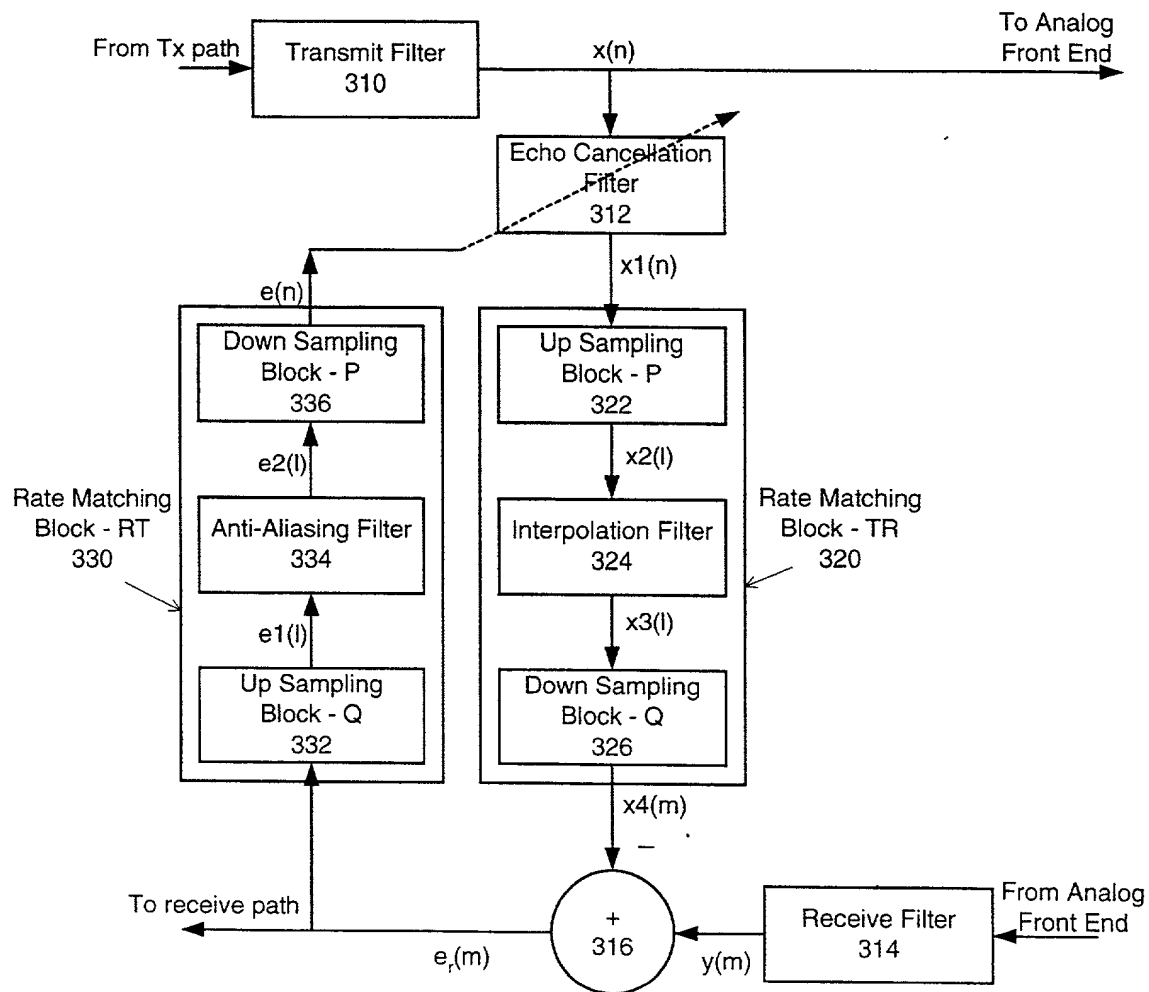 From Tx path
Transmit Filter
310
x(n)
To Analog
Front End
Echo Cancellation
Filter
312
x1(n)
e(n)
Down Sampling
Block - P
336
Up Sampling
Block - P
322
e2(l)
x2(l)
Rate Matching
Block - RT
330
Anti-Aliasing Filter
334
Interpolation Filter
324
Rate Matching
Block - TR
320
e1(l)
x3(l)
Up Sampling
Block - Q
332
Down Sampling
Block - Q
326
x4(m)
−
To receive path
+
316
Receive Filter
314
From Analog
Front End
er(m)
y(m)